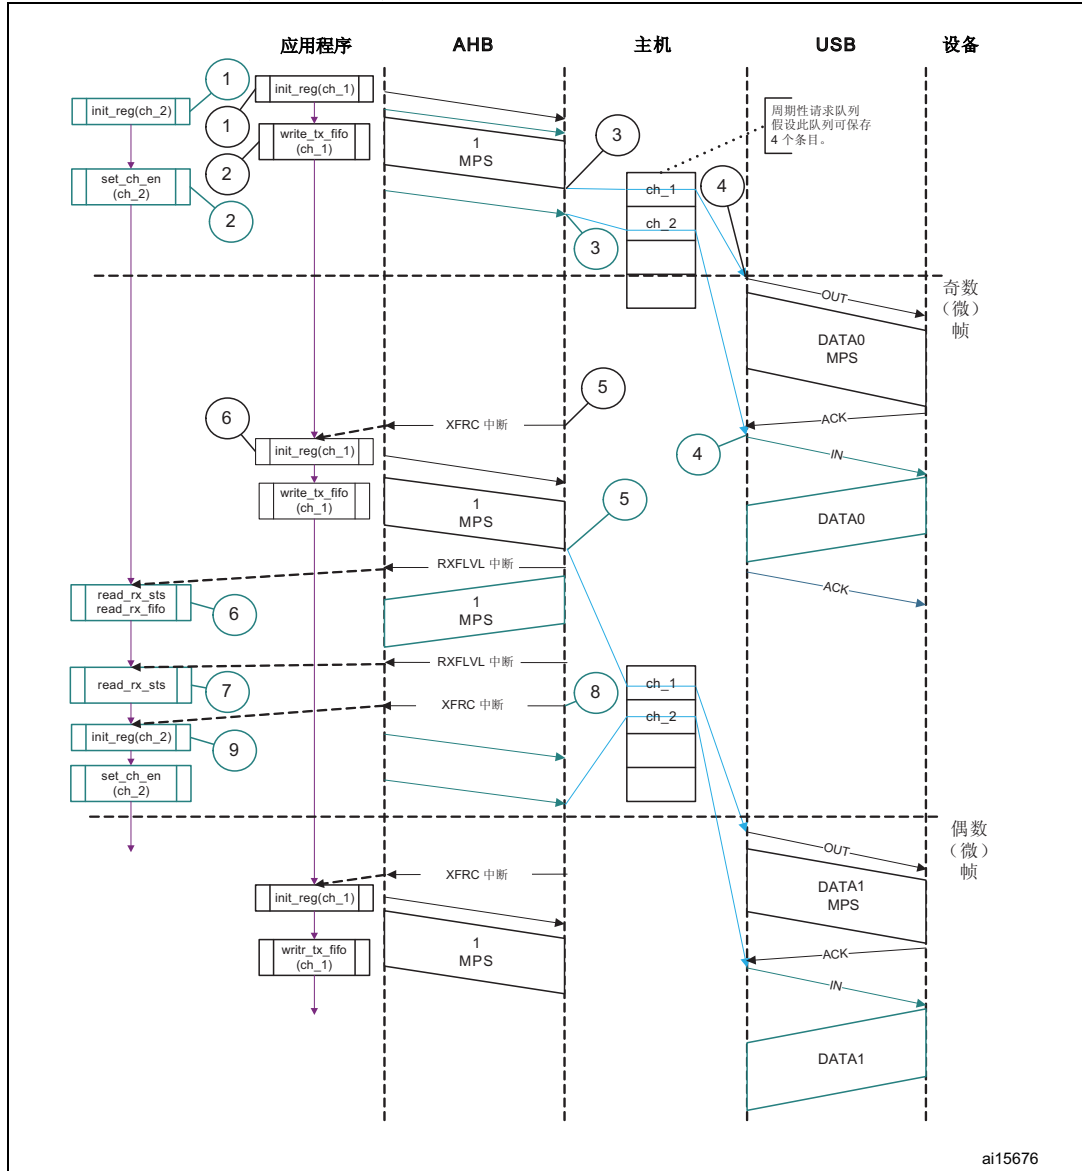 应用程序
AHB
主机
USB
设备
1
init_reg(ch_1)
init_reg(ch_2)
1
周期性请求队列
假设此队列可保存
4 个条目。
write_tx_fifo
(ch_1)
1
MPS
3
2
set_ch_en
(ch_2)
4
ch_1
2
ch_2
3
奇数
（微）
帧
OUT
DATA0
MPS
5
6
XFRC 中断
ACK
init_reg(ch_1)
4
IN
write_tx_fifo
(ch_1)
1
MPS
5
DATA0
RXFLVL 中断
read_rx_sts
read_rx_fifo
6
1
MPS
ACK
RXFLVL 中断
read_rx_sts
7
ch_1
8
XFRC 中断
ch_2
init_reg(ch_2)
9
set_ch_en
(ch_2)
偶数
（微）
帧
OUT
XFRC 中断
init_reg(ch_1)
DATA1
MPS
1
MPS
writr_tx_fifo
(ch_1)
ACK
IN
DATA1
ai15676